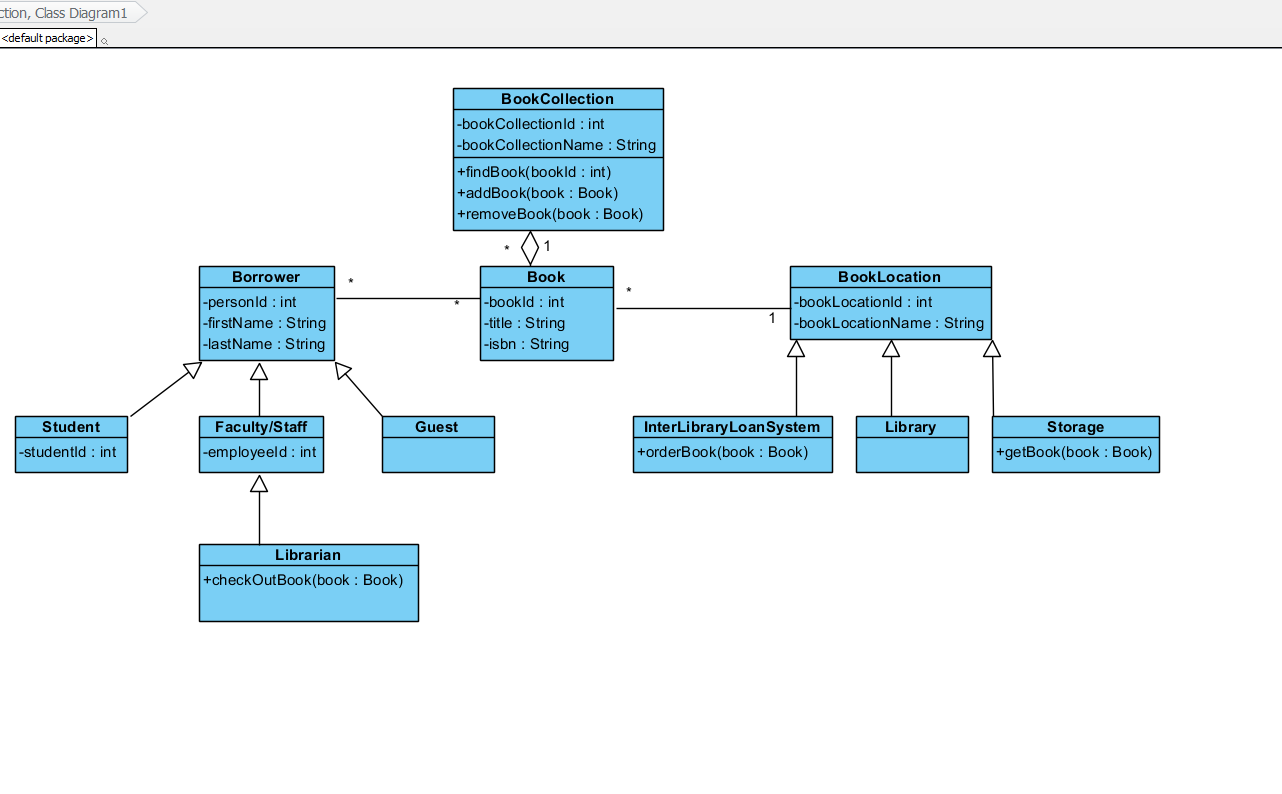 ction, Class Diagram1
<default package>
BookCollection
-bookCollectionId : int
-bookCollectionName : String
+findBook(bookId : int)
+addBook(book : Book)
+removeBook(book : Book)
* 1
Borrower
-personId : int
-firstName : String
-lastName : String
*
*
Book
-bookId : int
-title : String
-isbn : String
*
1
BookLocation
-bookLocationId : int
-bookLocationName : String
Student
-studentId : int
Faculty/Staff
-employeeId : int
Guest
InterLibraryLoanSystem
+orderBook(book : Book)
Library
Storage
+getBook(book : Book)
Librarian
+checkOutBook(book : Book)